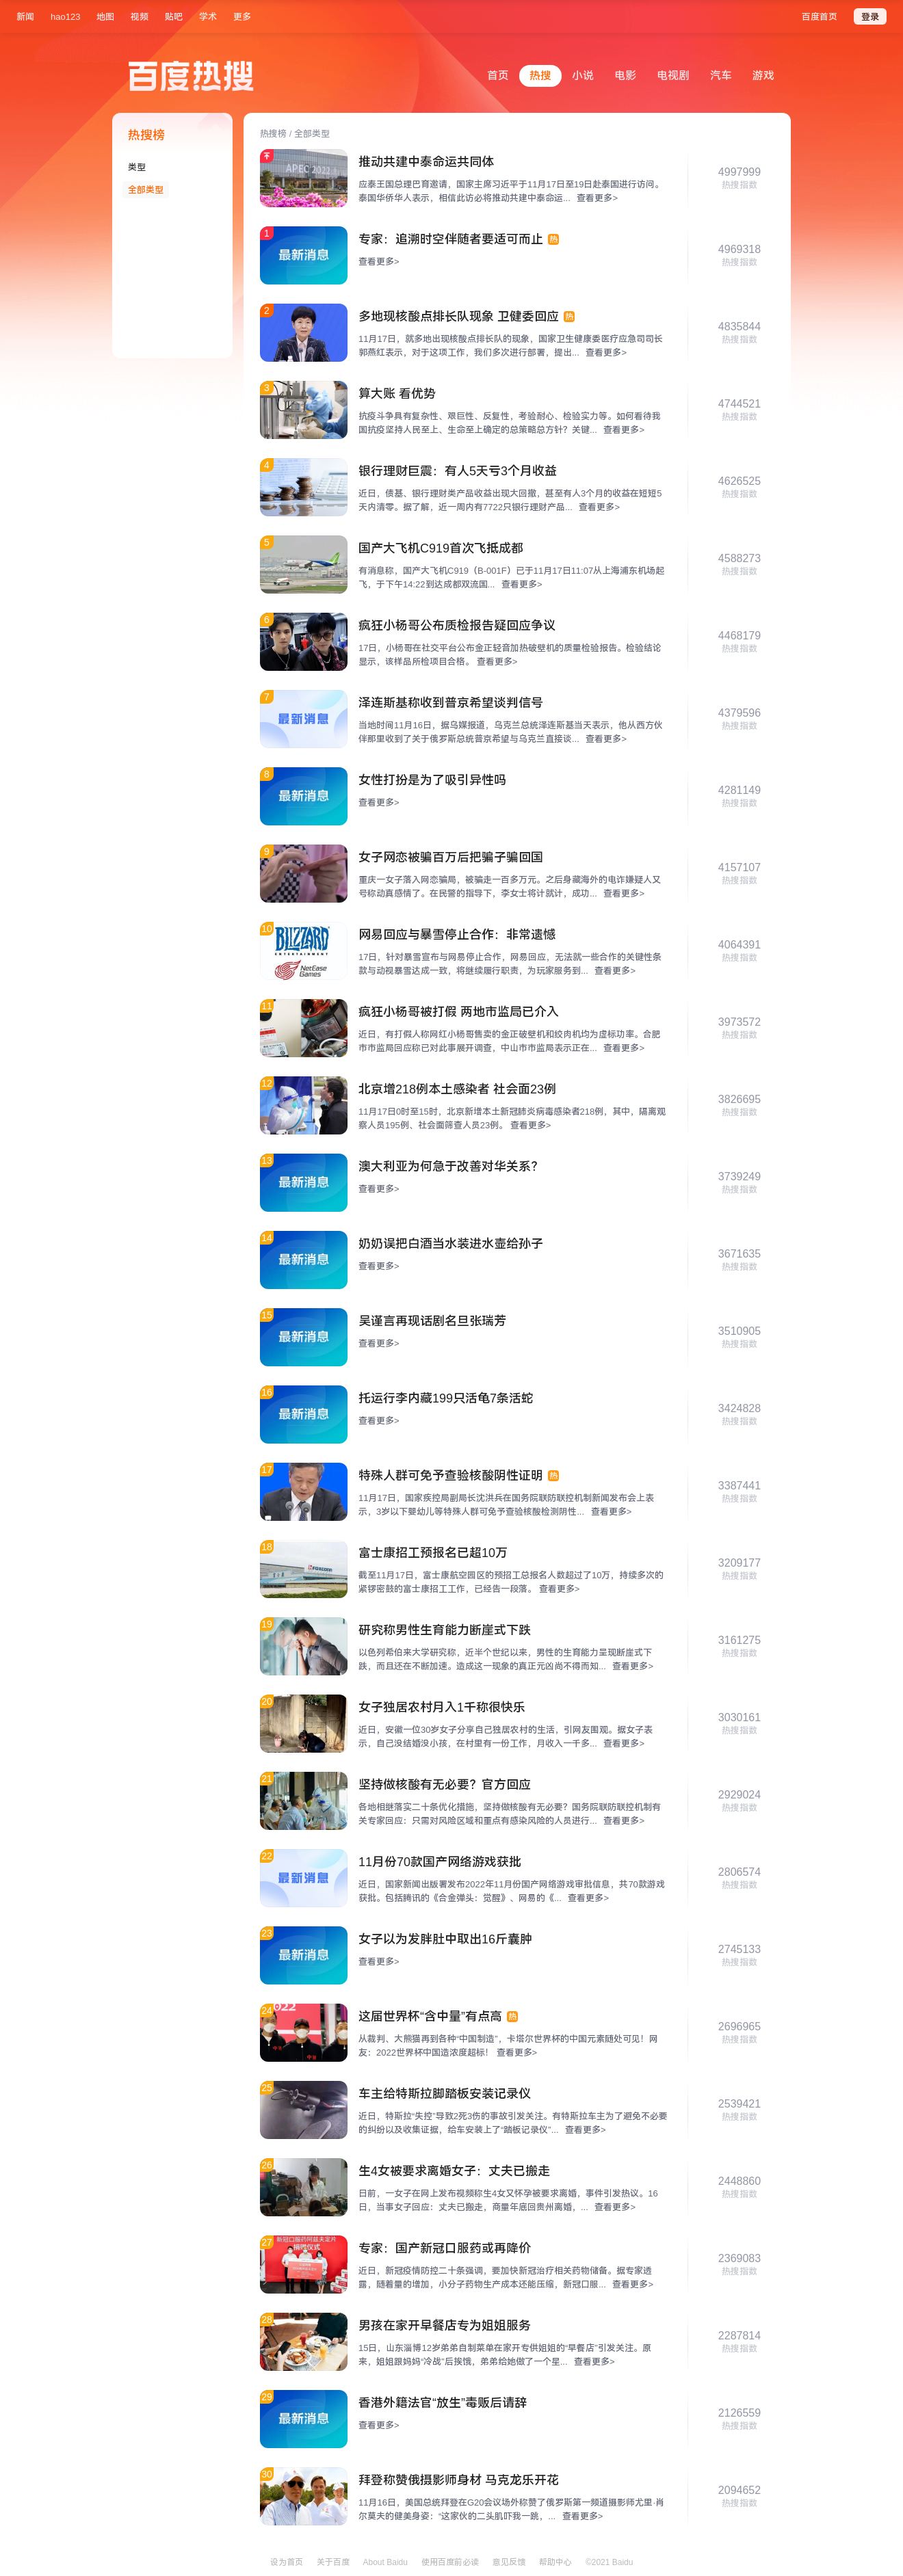 新闻 hao123 地图 视频 贴吧 学术 更多 百度首页 登录
百度热搜
首页 热搜 小说 电影 电视剧 汽车 游戏
热搜榜
类型
全部类型
热搜榜 / 全部类型
推动共建中泰命运共同体
应泰王国总理巴育邀请，国家主席习近平于11月17日至19日赴泰国进行访问。
泰国华侨华人表示，相信此访必将推动共建中泰命运... 查看更多>
4997999
热搜指数
1
最新消息
专家：追溯时空伴随者要适可而止 热
查看更多>
4969318
热搜指数
2
多地现核酸点排长队现象 卫健委回应 热
11月17日，就多地出现核酸点排长队的现象，国家卫生健康委医疗应急司司长
郭燕红表示，对于这项工作，我们多次进行部署，提出... 查看更多>
4835844
热搜指数
3
算大账 看优势
抗疫斗争具有复杂性、艰巨性、反复性，考验耐心、检验实力等。如何看待我
国抗疫坚持人民至上、生命至上确定的总策略总方针？关键... 查看更多>
4744521
热搜指数
4
银行理财巨震：有人5天亏3个月收益
近日，债基、银行理财类产品收益出现大回撤，甚至有人3个月的收益在短短5
天内清零。据了解，近一周内有7722只银行理财产品... 查看更多>
4626525
热搜指数
5
国产大飞机C919首次飞抵成都
有消息称，国产大飞机C919（B-001F）已于11月17日11:07从上海浦东机场起
飞，于下午14:22到达成都双流国... 查看更多>
4588273
热搜指数
6
疯狂小杨哥公布质检报告疑回应争议
17日，小杨哥在社交平台公布金正轻音加热破壁机的质量检验报告。检验结论
显示，该样品所检项目合格。 查看更多>
4468179
热搜指数
7
最新消息
泽连斯基称收到普京希望谈判信号
当地时间11月16日，据乌媒报道，乌克兰总统泽连斯基当天表示，他从西方伙
伴那里收到了关于俄罗斯总统普京希望与乌克兰直接谈... 查看更多>
4379596
热搜指数
8
最新消息
女性打扮是为了吸引异性吗
查看更多>
4281149
热搜指数
9
女子网恋被骗百万后把骗子骗回国
重庆一女子落入网恋骗局，被骗走一百多万元。之后身藏海外的电诈嫌疑人又
号称动真感情了。在民警的指导下，李女士将计就计，成功... 查看更多>
4157107
热搜指数
10
BLIZZARD
ENTERTAINMENT
NetEase
Games
网易回应与暴雪停止合作：非常遗憾
17日，针对暴雪宣布与网易停止合作，网易回应，无法就一些合作的关键性条
款与动视暴雪达成一致，将继续履行职责，为玩家服务到... 查看更多>
4064391
热搜指数
11
疯狂小杨哥被打假 两地市监局已介入
近日，有打假人称网红小杨哥售卖的金正破壁机和绞肉机均为虚标功率。合肥
市市监局回应称已对此事展开调查，中山市市监局表示正在... 查看更多>
3973572
热搜指数
12
北京增218例本土感染者 社会面23例
11月17日0时至15时，北京新增本土新冠肺炎病毒感染者218例，其中，隔离观
察人员195例、社会面筛查人员23例。 查看更多>
3826695
热搜指数
13
最新消息
澳大利亚为何急于改善对华关系？
查看更多>
3739249
热搜指数
14
最新消息
奶奶误把白酒当水装进水壶给孙子
查看更多>
3671635
热搜指数
15
最新消息
吴谨言再现话剧名旦张瑞芳
查看更多>
3510905
热搜指数
16
最新消息
托运行李内藏199只活龟7条活蛇
查看更多>
3424828
热搜指数
17
特殊人群可免予查验核酸阴性证明 热
11月17日，国家疾控局副局长沈洪兵在国务院联防联控机制新闻发布会上表
示，3岁以下婴幼儿等特殊人群可免予查验核酸检测阴性... 查看更多>
3387441
热搜指数
18
富士康招工预报名已超10万
截至11月17日，富士康航空园区的预招工总报名人数超过了10万，持续多次的
紧锣密鼓的富士康招工工作，已经告一段落。 查看更多>
3209177
热搜指数
19
研究称男性生育能力断崖式下跌
以色列希伯来大学研究称，近半个世纪以来，男性的生育能力呈现断崖式下
跌，而且还在不断加速。造成这一现象的真正元凶尚不得而知... 查看更多>
3161275
热搜指数
20
女子独居农村月入1千称很快乐
近日，安徽一位30岁女子分享自己独居农村的生活，引网友围观。据女子表
示，自己没结婚没小孩，在村里有一份工作，月收入一千多... 查看更多>
3030161
热搜指数
21
坚持做核酸有无必要？官方回应
各地相继落实二十条优化措施，坚持做核酸有无必要？国务院联防联控机制有
关专家回应：只需对风险区域和重点有感染风险的人员进行... 查看更多>
2929024
热搜指数
22
最新消息
11月份70款国产网络游戏获批
近日，国家新闻出版署发布2022年11月份国产网络游戏审批信息，共70款游戏
获批。包括腾讯的《合金弹头：觉醒》、网易的《... 查看更多>
2806574
热搜指数
23
最新消息
女子以为发胖肚中取出16斤囊肿
查看更多>
2745133
热搜指数
24
这届世界杯“含中量”有点高 热
从裁判、大熊猫再到各种“中国制造”，卡塔尔世界杯的中国元素随处可见！网
友：2022世界杯中国造浓度超标！ 查看更多>
2696965
热搜指数
25
车主给特斯拉脚踏板安装记录仪
近日，特斯拉“失控”导致2死3伤的事故引发关注。有特斯拉车主为了避免不必要
的纠纷以及收集证据，给车安装上了“踏板记录仪”... 查看更多>
2539421
热搜指数
26
生4女被要求离婚女子：丈夫已搬走
日前，一女子在网上发布视频称生4女又怀孕被要求离婚，事件引发热议。16
日，当事女子回应：丈夫已搬走，商量年底回贵州离婚，... 查看更多>
2448860
热搜指数
27
专家：国产新冠口服药或再降价
近日，新冠疫情防控二十条强调，要加快新冠治疗相关药物储备。据专家透
露，随着量的增加，小分子药物生产成本还能压缩，新冠口服... 查看更多>
2369083
热搜指数
28
男孩在家开早餐店专为姐姐服务
15日，山东淄博12岁弟弟自制菜单在家开专供姐姐的“早餐店”引发关注。原
来，姐姐跟妈妈“冷战”后挨饿，弟弟给她做了一个星... 查看更多>
2287814
热搜指数
29
最新消息
香港外籍法官“放生”毒贩后请辞
查看更多>
2126559
热搜指数
30
拜登称赞俄摄影师身材 马克龙乐开花
11月16日，美国总统拜登在G20会议场外称赞了俄罗斯第一频道摄影师尤里·肖
尔莫夫的健美身姿：“这家伙的二头肌吓我一跳，... 查看更多>
2094652
热搜指数
设为首页 关于百度 About Baidu 使用百度前必读 意见反馈 帮助中心 ©2021 Baidu